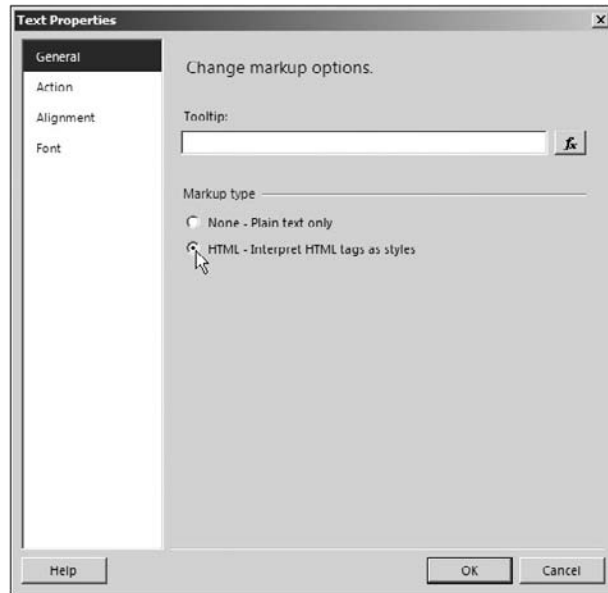 Text Properties
General
Action
Alignment
Font
Change markup options.
Tooltip:
fx
Markup type
None - Plain text only
HTML - Interpret HTML tags as styles
Help
OK
Cancel